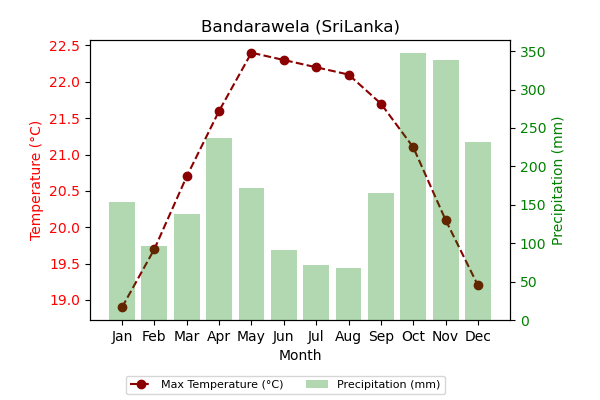 Bandarawela (SriLanka)
22.5
22.0
21.5
21.0
20.5
20.0
19.5
19.0
Temperature (°C)
350
300
250
200
150
100
50
0
Precipitation (mm)
Jan Feb Mar Apr May Jun Jul Aug Sep Oct Nov Dec
Month
Max Temperature (°C) Precipitation (mm)